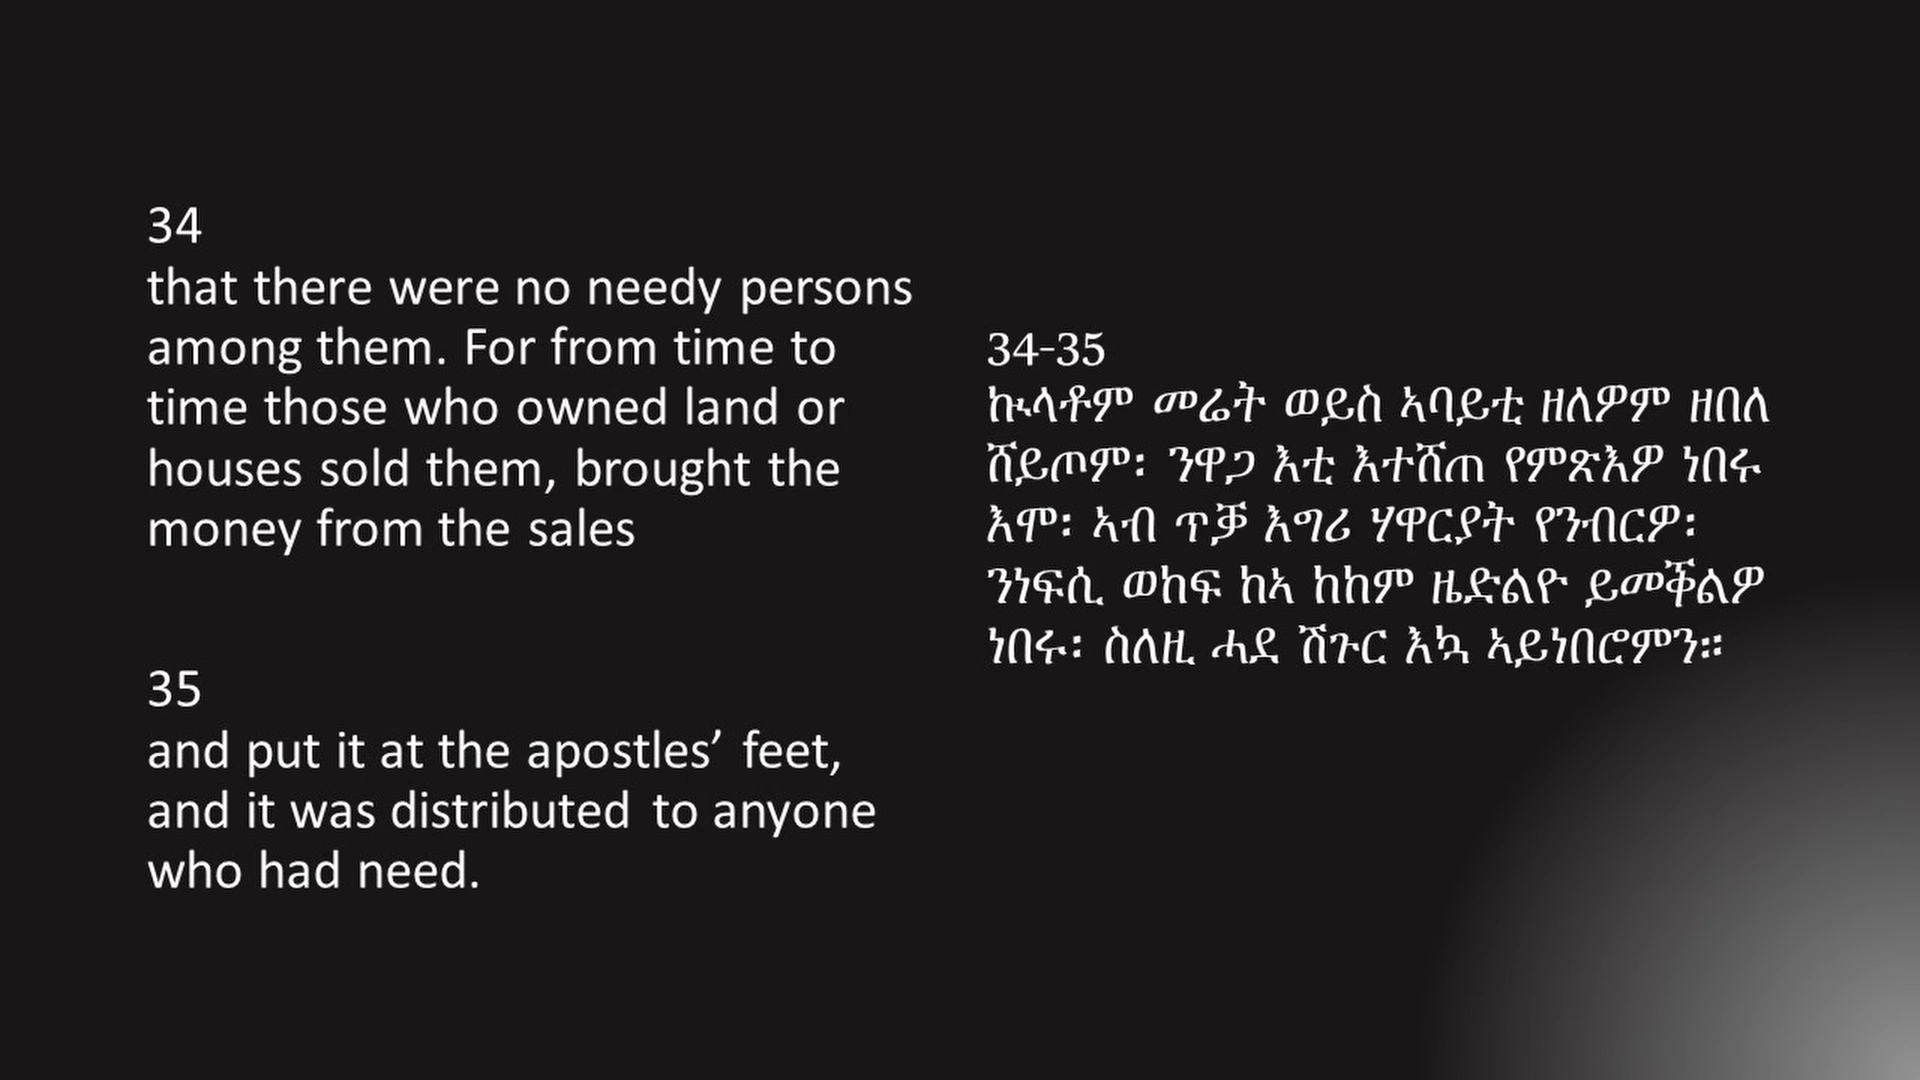 34
that there were no needy persons
among them. For from time to
time those who owned land or
houses sold them, brought the
money from the sales
35
and put it at the apostles’ feet,
and it was distributed to anyone
who had need.
34-35
ኲላቶም መሬት ወይስ ኣባይቲ ዘለዎም ዘበለ
ሸይጦም፡ ንዋጋ እቲ እተሸጠ የምጽእዎ ነበሩ
እሞ፡ ኣብ ጥቓ እግሪ ሃዋርያት የንብርዎ፡
ንነፍሲ ወከፍ ከኣ ከከም ዜድልዮ ይመቐልዎ
ነበሩ፡ ስለዚ ሓደ ሽጉር እኳ ኣይነበሮምን።